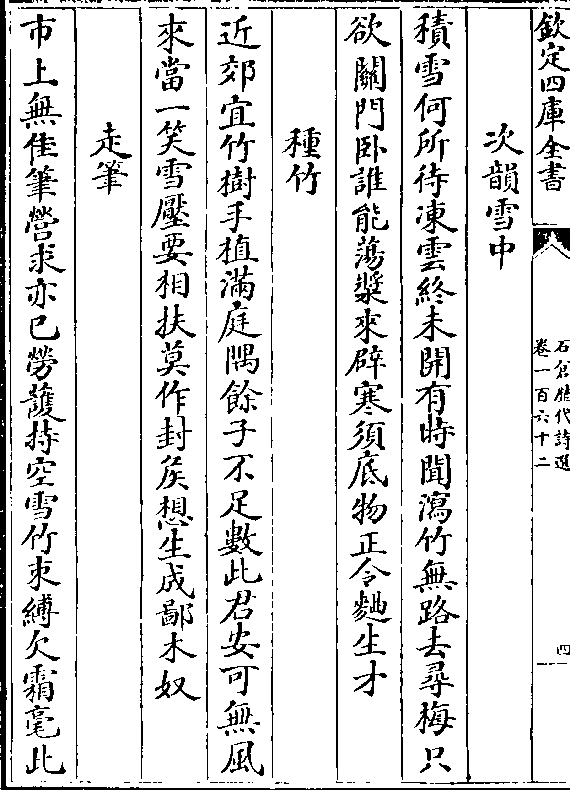 欽定四庫全書
石倉歷代詩選
卷一百六十二
四
次韻雪中
積雪何所待凍雲終未開有時聞瀉竹無路去尋梅只
欲關門卧誰能蕩槳來辟寒須底物正令麴生才
種竹
近郊宜竹樹手植滿庭隅餘子不足數此君安可無風
來當一笑雪壓要相扶莫作封矦想生成鄙木奴
走筆
市上無佳筆營求亦已勞䕶持空雪竹束縛欠霜毫此